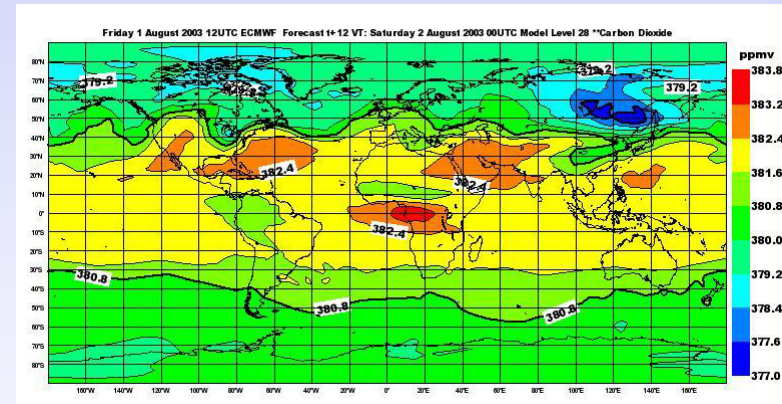 Friday 1 August 2003 12UTC ECMWF Forecast t+12 VT: Saturday 2 August 2003 00UTC Model Level 28 **Carbon Dioxide
ppmv
383.8
383.2
382.4
381.6
380.8
380.0
379.2
378.4
377.6
377.0
80°N
70°N
60°N
50°N
40°N
30°N
20°N
10°N
0°
10°S
20°S
30°S
40°S
50°S
60°S
70°S
80°S
379.2
379.2
379.2
382.4
382.4
382.4
380.8
380.8
380.8
160°W 140°W 120°W 100°W 80°W 60°W 40°W 20°W 0° 20°E 40°E 60°E 80°E 100°E 120°E 140°E 160°E